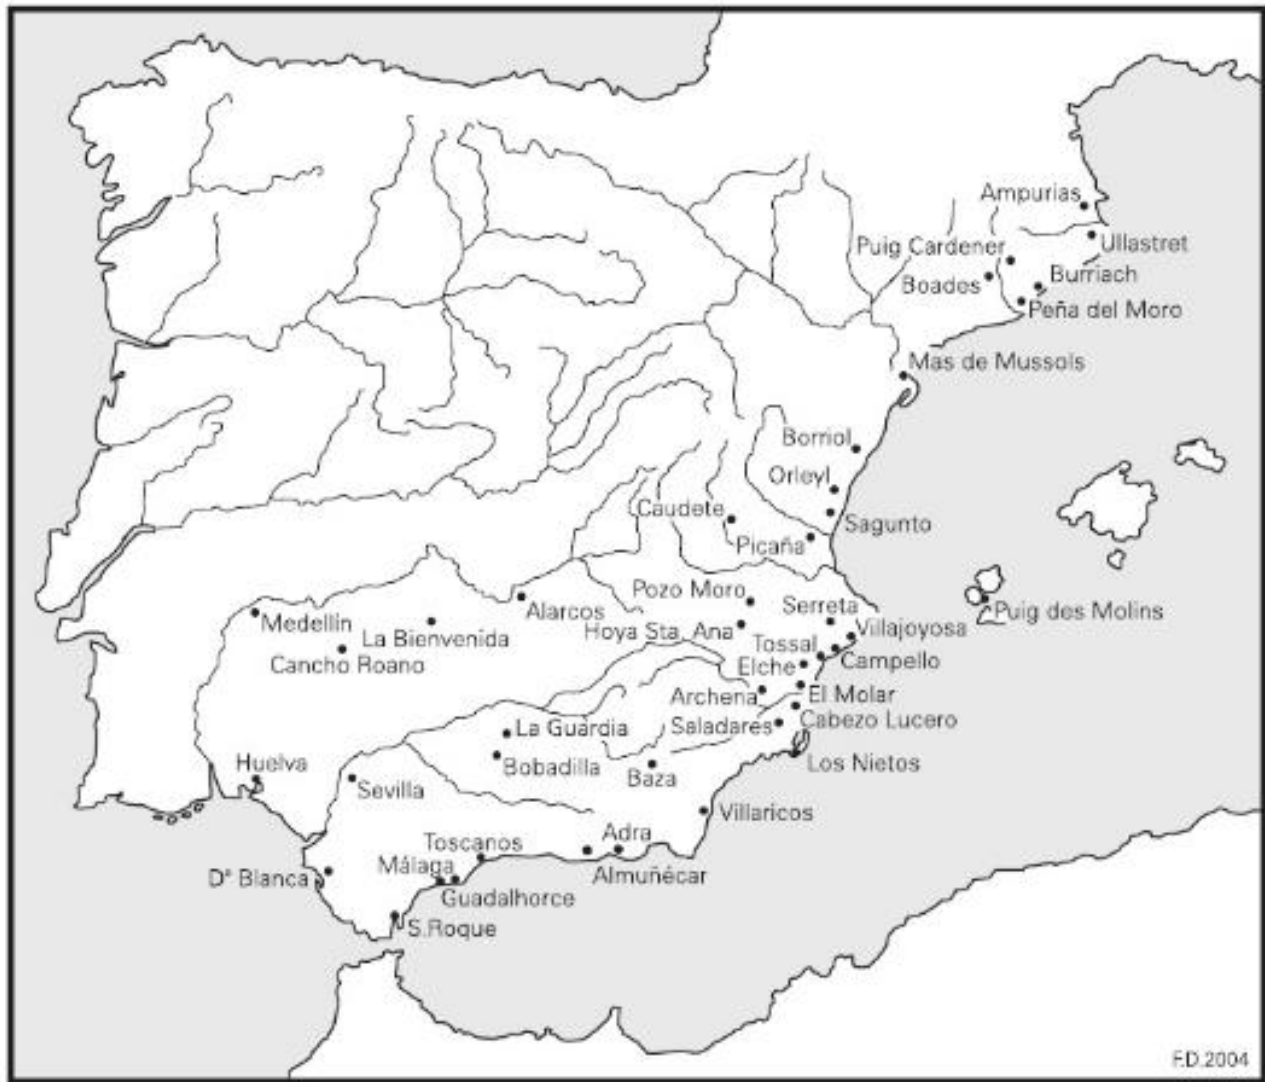 Ampurias
Ullastret
Puig Cardener
Burriach
Boades
Peña del Moro
Mas de Mussols
Borriol
Orleyl
Caudete
Sagunto
Picaña
Pozo Moro
Puig des Molins
Alarcos
Serreta
Medellín
La Bienvenida
Hoya Sta. Ana
Villajoyosa
Cancho Roano
Tossal
Campello
Elche
Archena
El Molar
La Guardia
Saladares
Cabezo Lucero
Huelva
Bobadilla
Baza
Los Nietos
Sevilla
Villaricos
Toscanos
Adra
Málaga
Dª Blanca
Almuñécar
Guadalhorce
S.Roque
F.D.2004